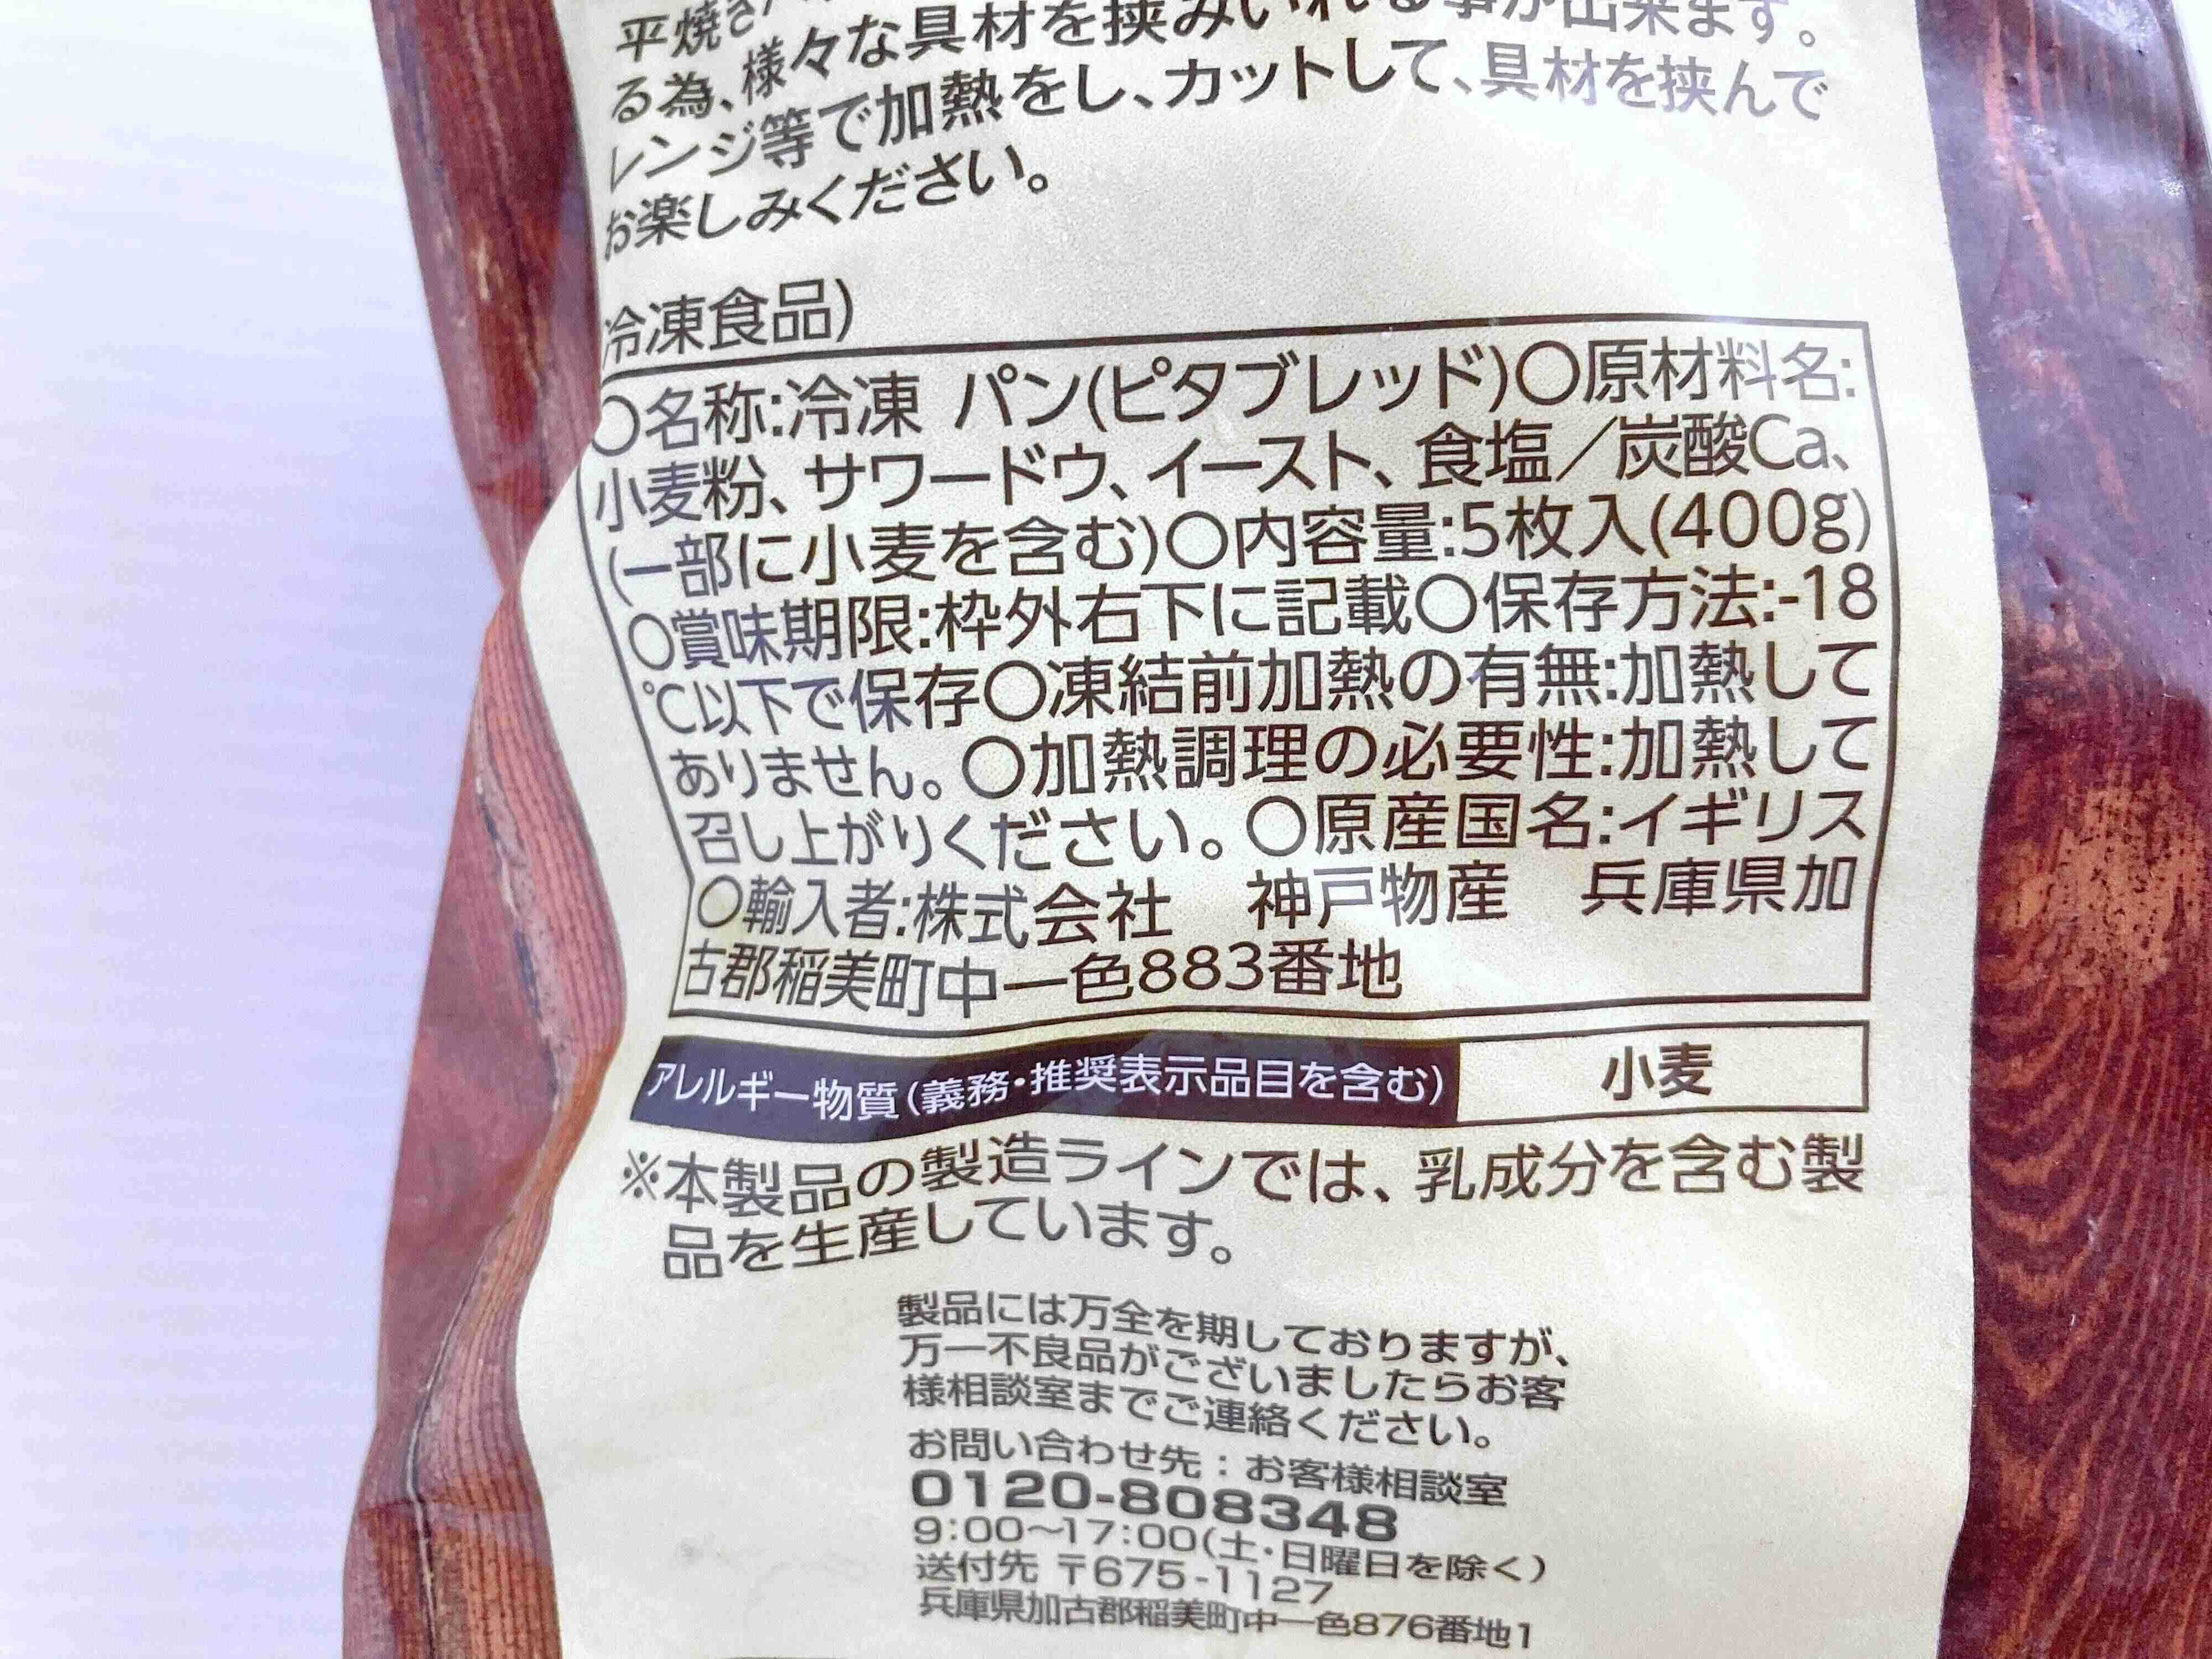 平焼き
る為、様々な具材を挟みいれる事が出来ます。
レンジ等で加熱をし、カットして、具材を挟んで
お楽しみください。
冷凍食品)
○名称:冷凍 パン(ピタブレッド)○原材料名:
小麦粉、サワードウ、イースト、食塩/炭酸Ca、
(一部に小麦を含む)○内容量:5枚入(400g)
○賞味期限:枠外右下に記載○保存方法:-18
℃以下で保存○凍結前加熱の有無:加熱して
ありません。○加熱調理の必要性:加熱して
召し上がりください。○原産国名:イギリス
○輸入者:株式会社 神戸物産 兵庫県加
古郡稲美町中一色883番地
アレルギー物質(義務・推奨表示品目を含む) 小麦
※本製品の製造ラインでは、乳成分を含む製
品を生産しています。
製品には万全を期しておりますが、
万一不良品がございましたらお客
様相談室までご連絡ください。
お問い合わせ先:お客様相談室
0120-808348
9:00〜17:00(土・日曜日を除く)
送付先 〒675-1127
兵庫県加古郡稲美町中一色876番地1